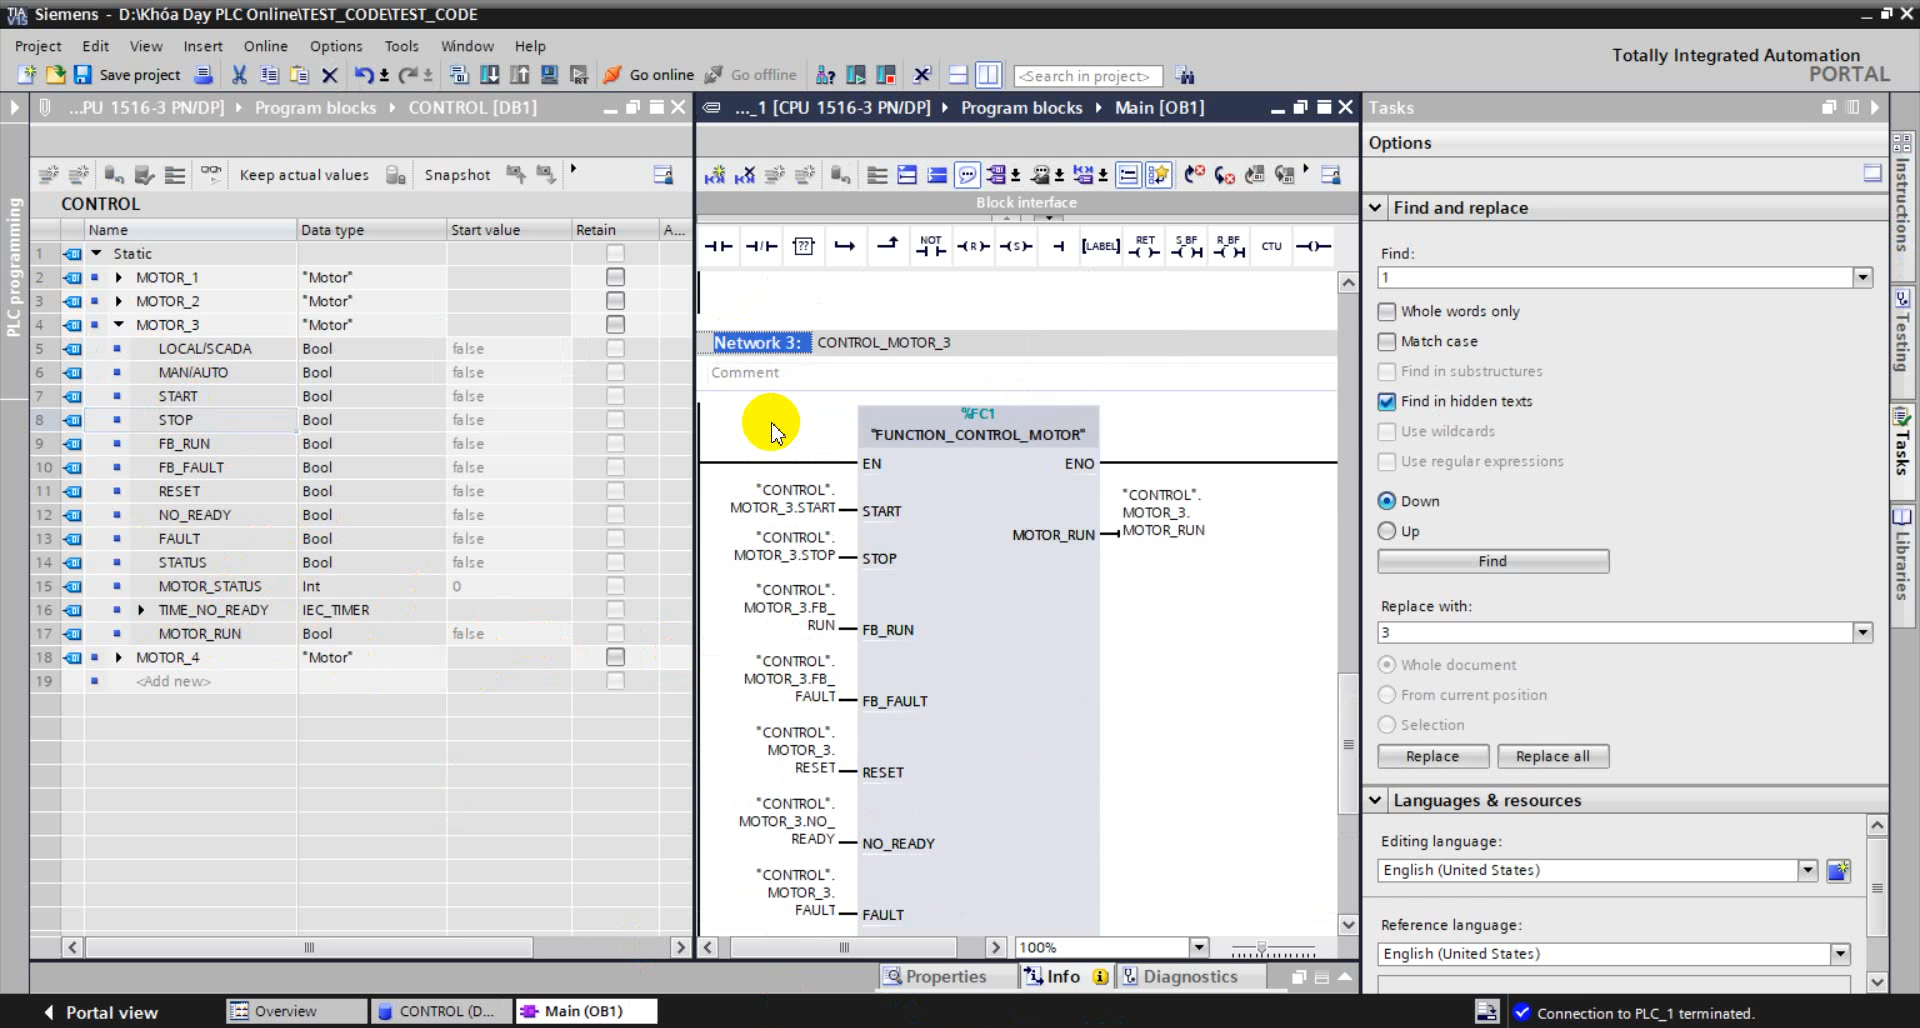 TIA V15 Siemens - D:\Khóa Dạy PLC Online\TEST_CODE\TEST_CODE
Project Edit View Insert Online Options Tools Window Help
Totally Integrated Automation
PORTAL
Save project Go online Go offline <Search in project>
...PU 1516-3 PN/DP] Program blocks CONTROL [DB1]
Keep actual values Snapshot
CONTROL
Name Data type Start value Retain A...
1 Static
2 MOTOR_1 "Motor"
3 MOTOR_2 "Motor"
4 MOTOR_3 "Motor"
5 LOCAL/SCADA Bool false
6 MAN/AUTO Bool false
7 START Bool false
8 STOP Bool false
9 FB_RUN Bool false
10 FB_FAULT Bool false
11 RESET Bool false
12 NO_READY Bool false
13 FAULT Bool false
14 STATUS Bool false
15 MOTOR_STATUS Int 0
16 TIME_NO_READY IEC_TIMER
17 MOTOR_RUN Bool false
18 MOTOR_4 "Motor"
19 <Add new>
PLC programming
..._1 [CPU 1516-3 PN/DP] Program blocks Main [OB1]
Block interface
?? NOT R S [LABEL] RET S_BF R_BF CTU
Network 3: CONTROL_MOTOR_3
Comment
%FC1
"FUNCTION_CONTROL_MOTOR"
EN ENO
"CONTROL".
MOTOR_3.START START
"CONTROL".
MOTOR_3.STOP STOP
"CONTROL".
MOTOR_3.FB_
RUN FB_RUN
"CONTROL".
MOTOR_3.FB_
FAULT FB_FAULT
"CONTROL".
MOTOR_3.
RESET RESET
"CONTROL".
MOTOR_3.NO_
READY NO_READY
"CONTROL".
MOTOR_3.
FAULT FAULT
"CONTROL".
MOTOR_3.
MOTOR_RUN MOTOR_RUN
100%
Properties Info Diagnostics
Tasks
Options
Find and replace
Find:
1
Whole words only
Match case
Find in substructures
Find in hidden texts
Use wildcards
Use regular expressions
Down
Up
Find
Replace with:
3
Whole document
From current position
Selection
Replace Replace all
Languages & resources
Editing language:
English (United States)
Reference language:
English (United States)
Instructions
Testing
Tasks
Libraries
Portal view Overview CONTROL (D... Main (OB1) Connection to PLC_1 terminated.